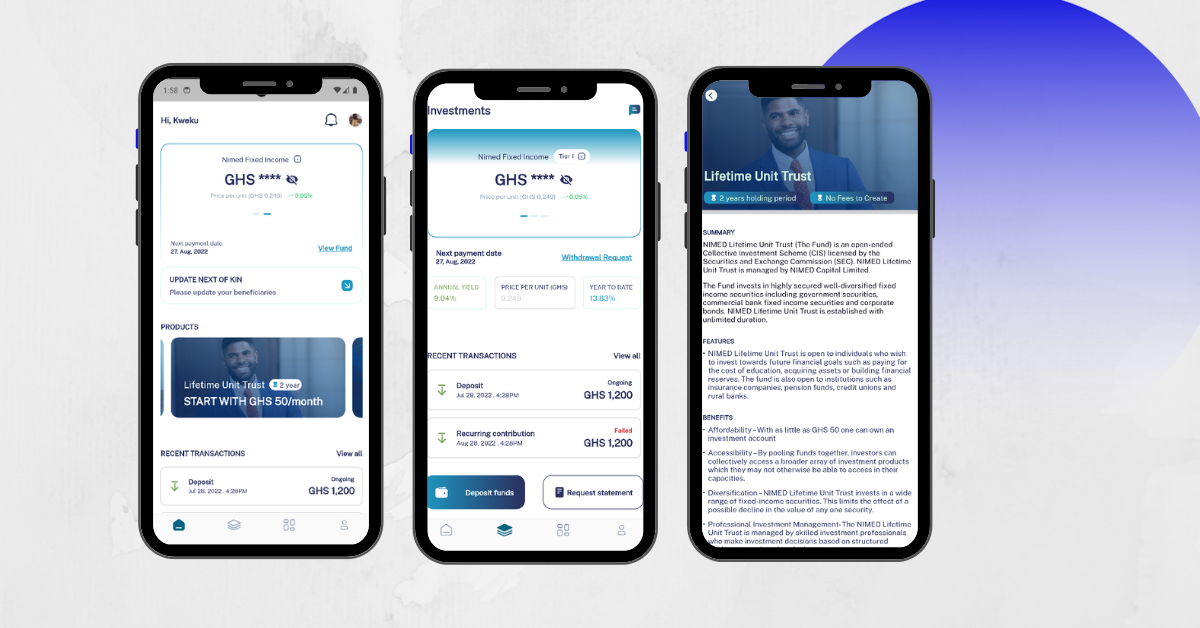 1:58
Hi, Kweku
Nimed Fixed Income
GHS ****
Price per unit (GHS 0.249) 0.05%
Next payment date
27, Aug, 2022
View Fund
UPDATE NEXT OF KIN
Please update your beneficiaries
PRODUCTS
Lifetime Unit Trust 2 year
START WITH GHS 50/month
RECENT TRANSACTIONS View all
Deposit Ongoing
Jul 28, 2022 . 4:28PM GHS 1,200
Investments
Nimed Fixed Income Tier I
GHS ****
Price per unit (GHS 0.249) 0.05%
Next payment date
27, Aug, 2022
Withdrawal Request
ANNUAL YIELD PRICE PER UNIT (GHS) YEAR TO DATE
9.04% 0.249 13.83%
RECENT TRANSACTIONS View all
Deposit Ongoing
Jul 28, 2022 . 4:28PM GHS 1,200
Recurring contribution Failed
Aug 28, 2022 . 4:28PM GHS 1,200
Deposit funds Request statement
Lifetime Unit Trust
2 years holding period No Fees to Create
SUMMARY
NIMED Lifetime Unit Trust (The Fund) is an open-ended
Collective Investment Scheme (CIS) licensed by the
Securities and Exchange Commission (SEC). NIMED Lifetime
Unit Trust is managed by NIMED Capital Limited.
The Fund invests in highly secured well-diversified fixed
income securities including government securities,
commercial bank fixed income securities and corporate
bonds. NIMED Lifetime Unit Trust is established with
unlimited duration.
FEATURES
• NIMED Lifetime Unit Trust is open to individuals who wish
to invest towards future financial goals such as paying for
the cost of education, acquiring assets or building financial
reserves. The fund is also open to institutions such as
insurance companies, pension funds, credit unions and
rural banks.
BENEFITS
• Affordability – With as little as GHS 50 one can own an
investment account
• Accessibility – By pooling funds together, investors can
collectively access a broader array of investment products
which they may not otherwise be able to access in their
capacities.
• Diversification – NIMED Lifetime Unit Trust invests in a wide
range of fixed-income securities. This limits the effect of a
possible decline in the value of any one security.
• Professional Investment Management- The NIMED Lifetime
Unit Trust is managed by skilled investment professionals
who make investment decisions based on structured